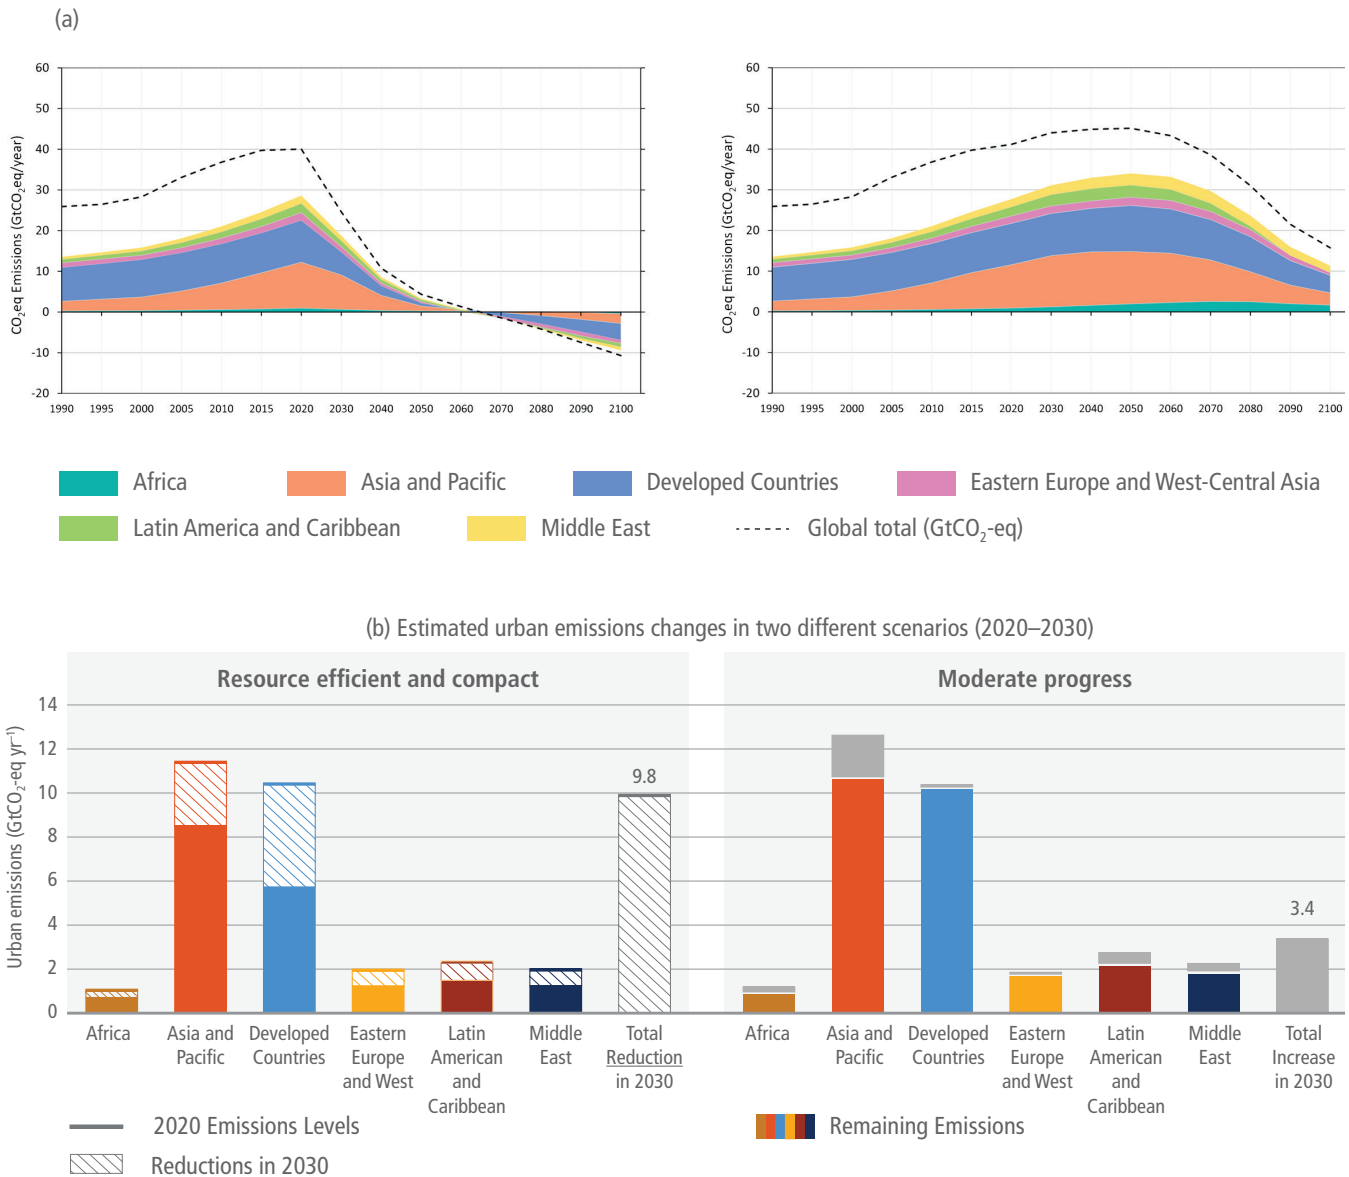 (a)
60
50
40
30
20
10
0
-10
-20
CO2eq Emissions (GtCO2eq/year)
1990 1995 2000 2005 2010 2015 2020 2030 2040 2050 2060 2070 2080 2090 2100
60
50
40
30
20
10
0
-10
-20
CO2eq Emissions (GtCO2eq/year)
1990 1995 2000 2005 2010 2015 2020 2030 2040 2050 2060 2070 2080 2090 2100
Africa
Asia and Pacific
Developed Countries
Eastern Europe and West-Central Asia
Latin America and Caribbean
Middle East
Global total (GtCO2-eq)
(b) Estimated urban emissions changes in two different scenarios (2020–2030)
Resource efficient and compact
Moderate progress
Urban emissions (GtCO2-eq yr−1)
14
12
10
8
6
4
2
0
9.8
3.4
Africa
Asia and
Pacific
Developed
Countries
Eastern
Europe
and West
Latin
American
and
Caribbean
Middle
East
Total
Reduction
in 2030
Africa
Asia and
Pacific
Developed
Countries
Eastern
Europe
and West
Latin
American
and
Caribbean
Middle
East
Total
Increase
in 2030
2020 Emissions Levels
Reductions in 2030
Remaining Emissions